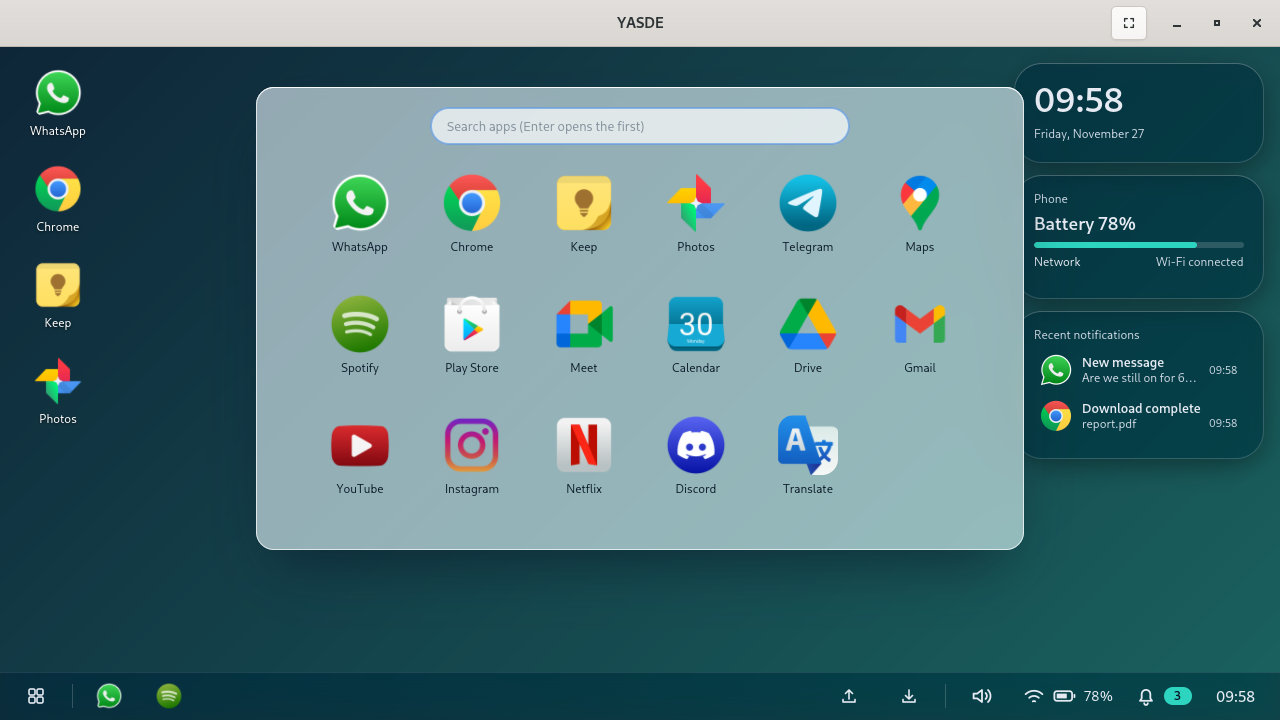 YASDE
WhatsApp
Chrome
Keep
Photos
Search apps (Enter opens the first)
WhatsApp
Chrome
Keep
Photos
Telegram
Maps
Spotify
Play Store
Meet
30
Monday
Calendar
Drive
Gmail
YouTube
Instagram
N
Netflix
Discord
A
文
Translate
09:58
Friday, November 27
Phone
Battery 78%
Network Wi-Fi connected
Recent notifications
New message
Are we still on for 6… 09:58
Download complete
report.pdf 09:58
78% 3 09:58